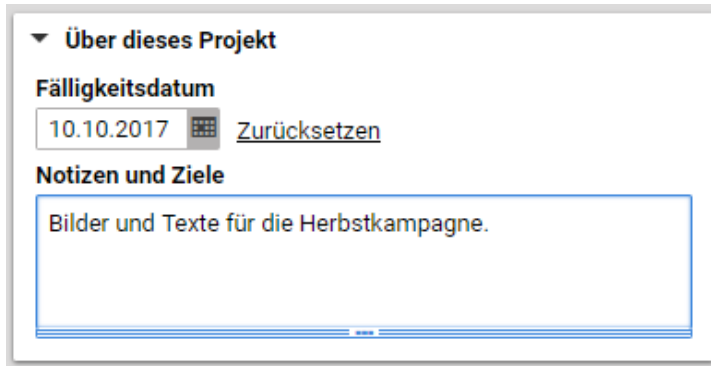 Über dieses Projekt
Fälligkeitsdatum
10.10.2017 Zurücksetzen
Notizen und Ziele
Bilder und Texte für die Herbstkampagne.